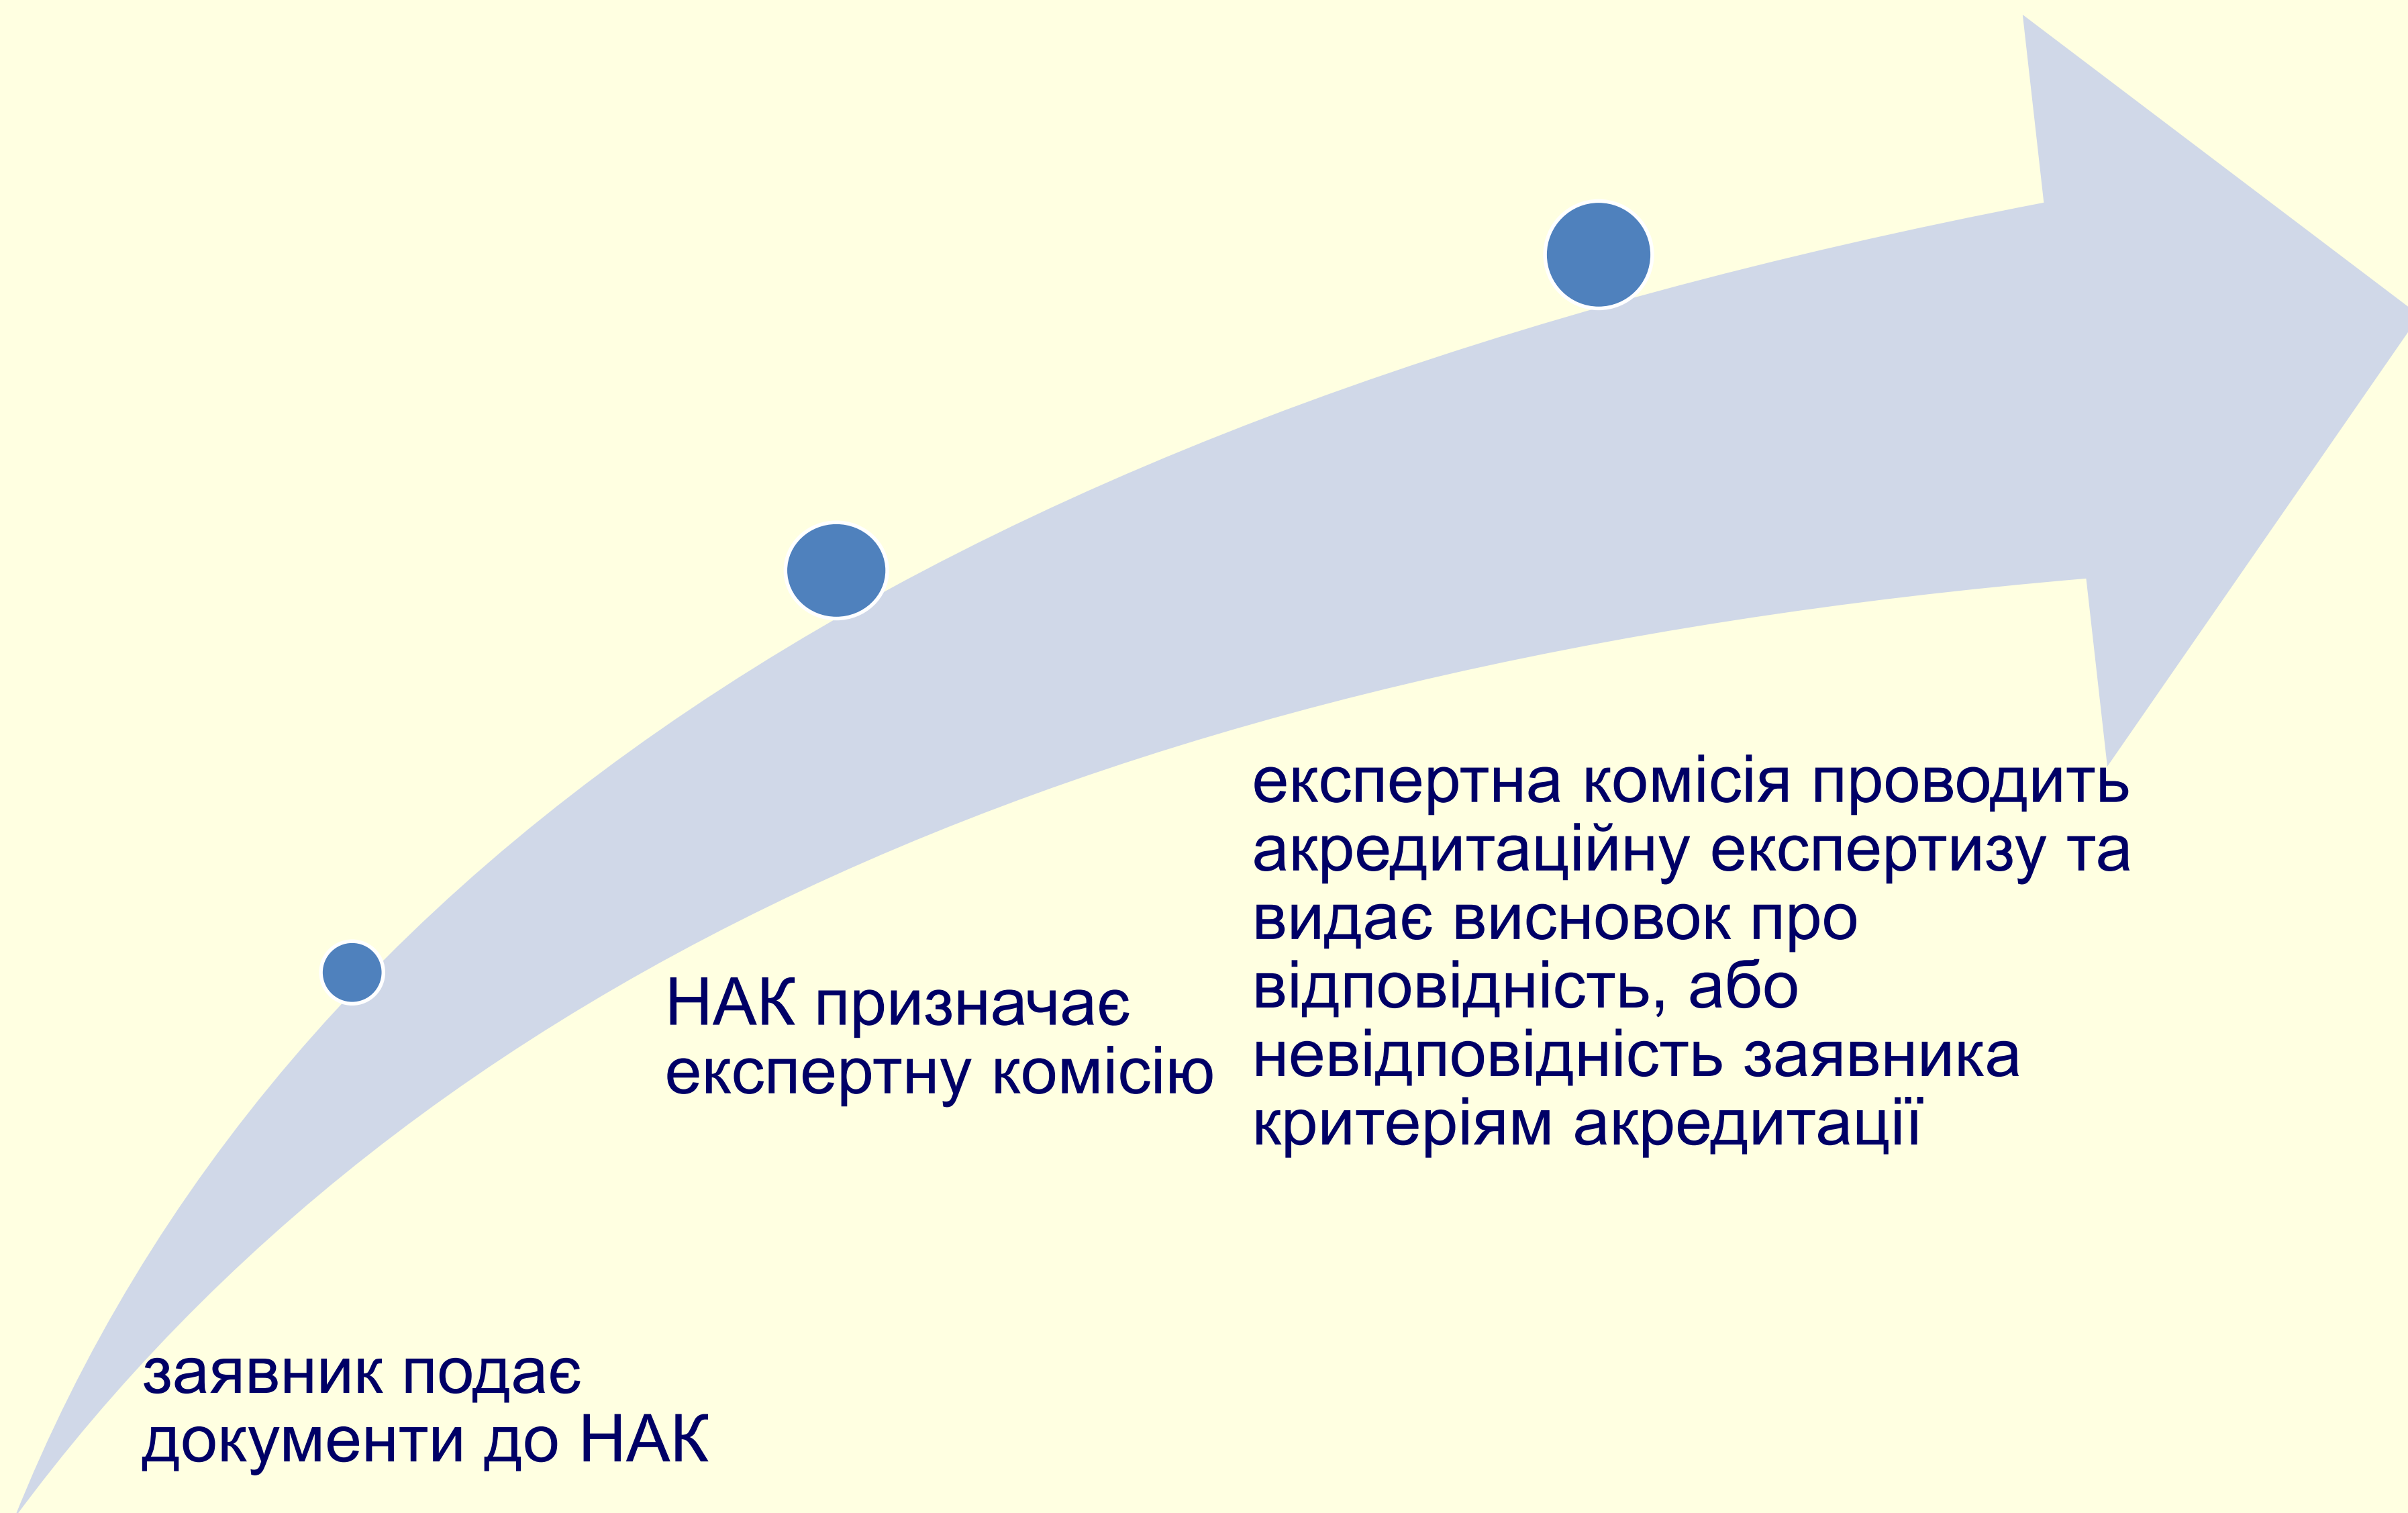 заявник подає
документи до НАК
НАК призначає
експертну комісію
експертна комісія проводить
акредитаційну експертизу та
видає висновок про
відповідність, або
невідповідність заявника
критеріям акредитації